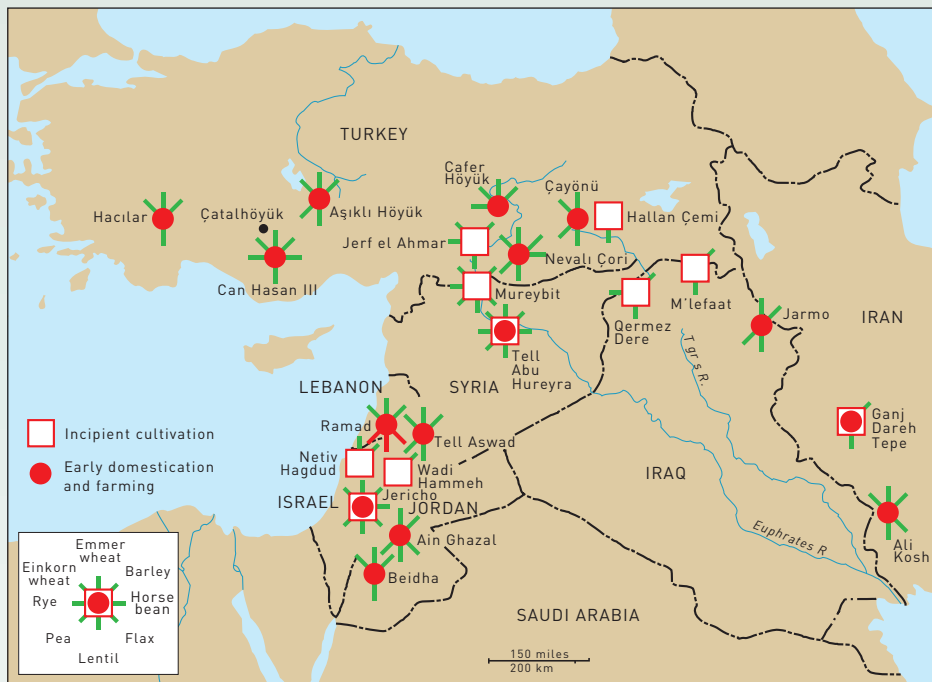 TURKEY
Cafer
Höyük
Çayönü
Hacılar
Çatalhöyük
Aşıklı Höyük
Hallan Çemi
Jerf el Ahmar
Nevalı Çori
Can Hasan III
Mureybit
M'lefaat
Qermez
Dere
Jarmo
IRAN
Tell
Abu
Hureyra
T gr s R.
LEBANON
SYRIA
Ramad
Tell Aswad
Ganj
Dareh
Tepe
Incipient cultivation
Early domestication
and farming
Netiv
Hagdud
Wadi
Hammeh
IRAQ
ISRAEL
Jericho
JORDAN
Ain Ghazal
Euphrates R
Ali
Kosh
Beidha
SAUDI ARABIA
Emmer
wheat
Einkorn
wheat
Barley
Rye
Horse
bean
Pea
Flax
Lentil
150 miles
200 km